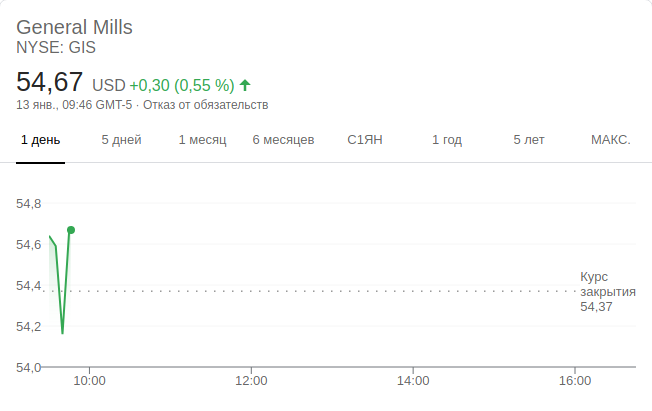 General Mills
NYSE: GIS
54,67 USD +0,30 (0,55 %)
13 янв., 09:46 GMT-5 · Отказ от обязательств
1 день 5 дней 1 месяц 6 месяцев С1ЯН 1 год 5 лет МАКС.
54,8
54,6
54,4
54,2
54,0
Курс
закрытия
54,37
10:00 12:00 14:00 16:00